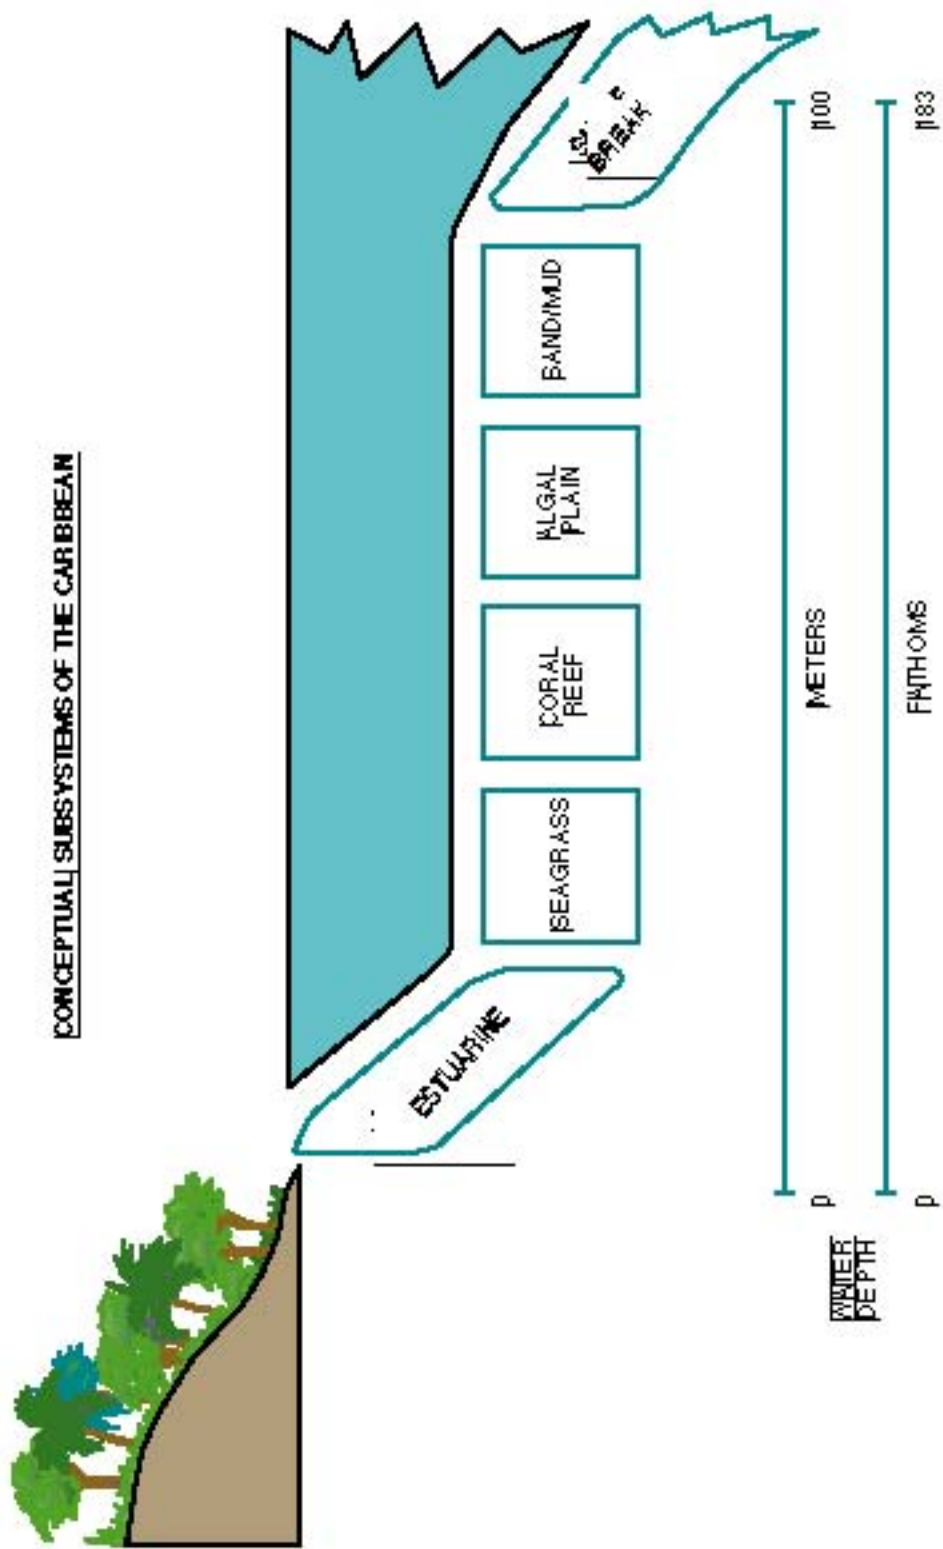 CONCEPTUAL SUBSYSTEMS OF THE CARIBBEAN
ESTUARINE
SEAGRASS
CORAL
REEF
ALGAL
PLAIN
SAND/MUD
BREAK
WATER
DEPTH
0
METERS
100
0
FATHOMS
183